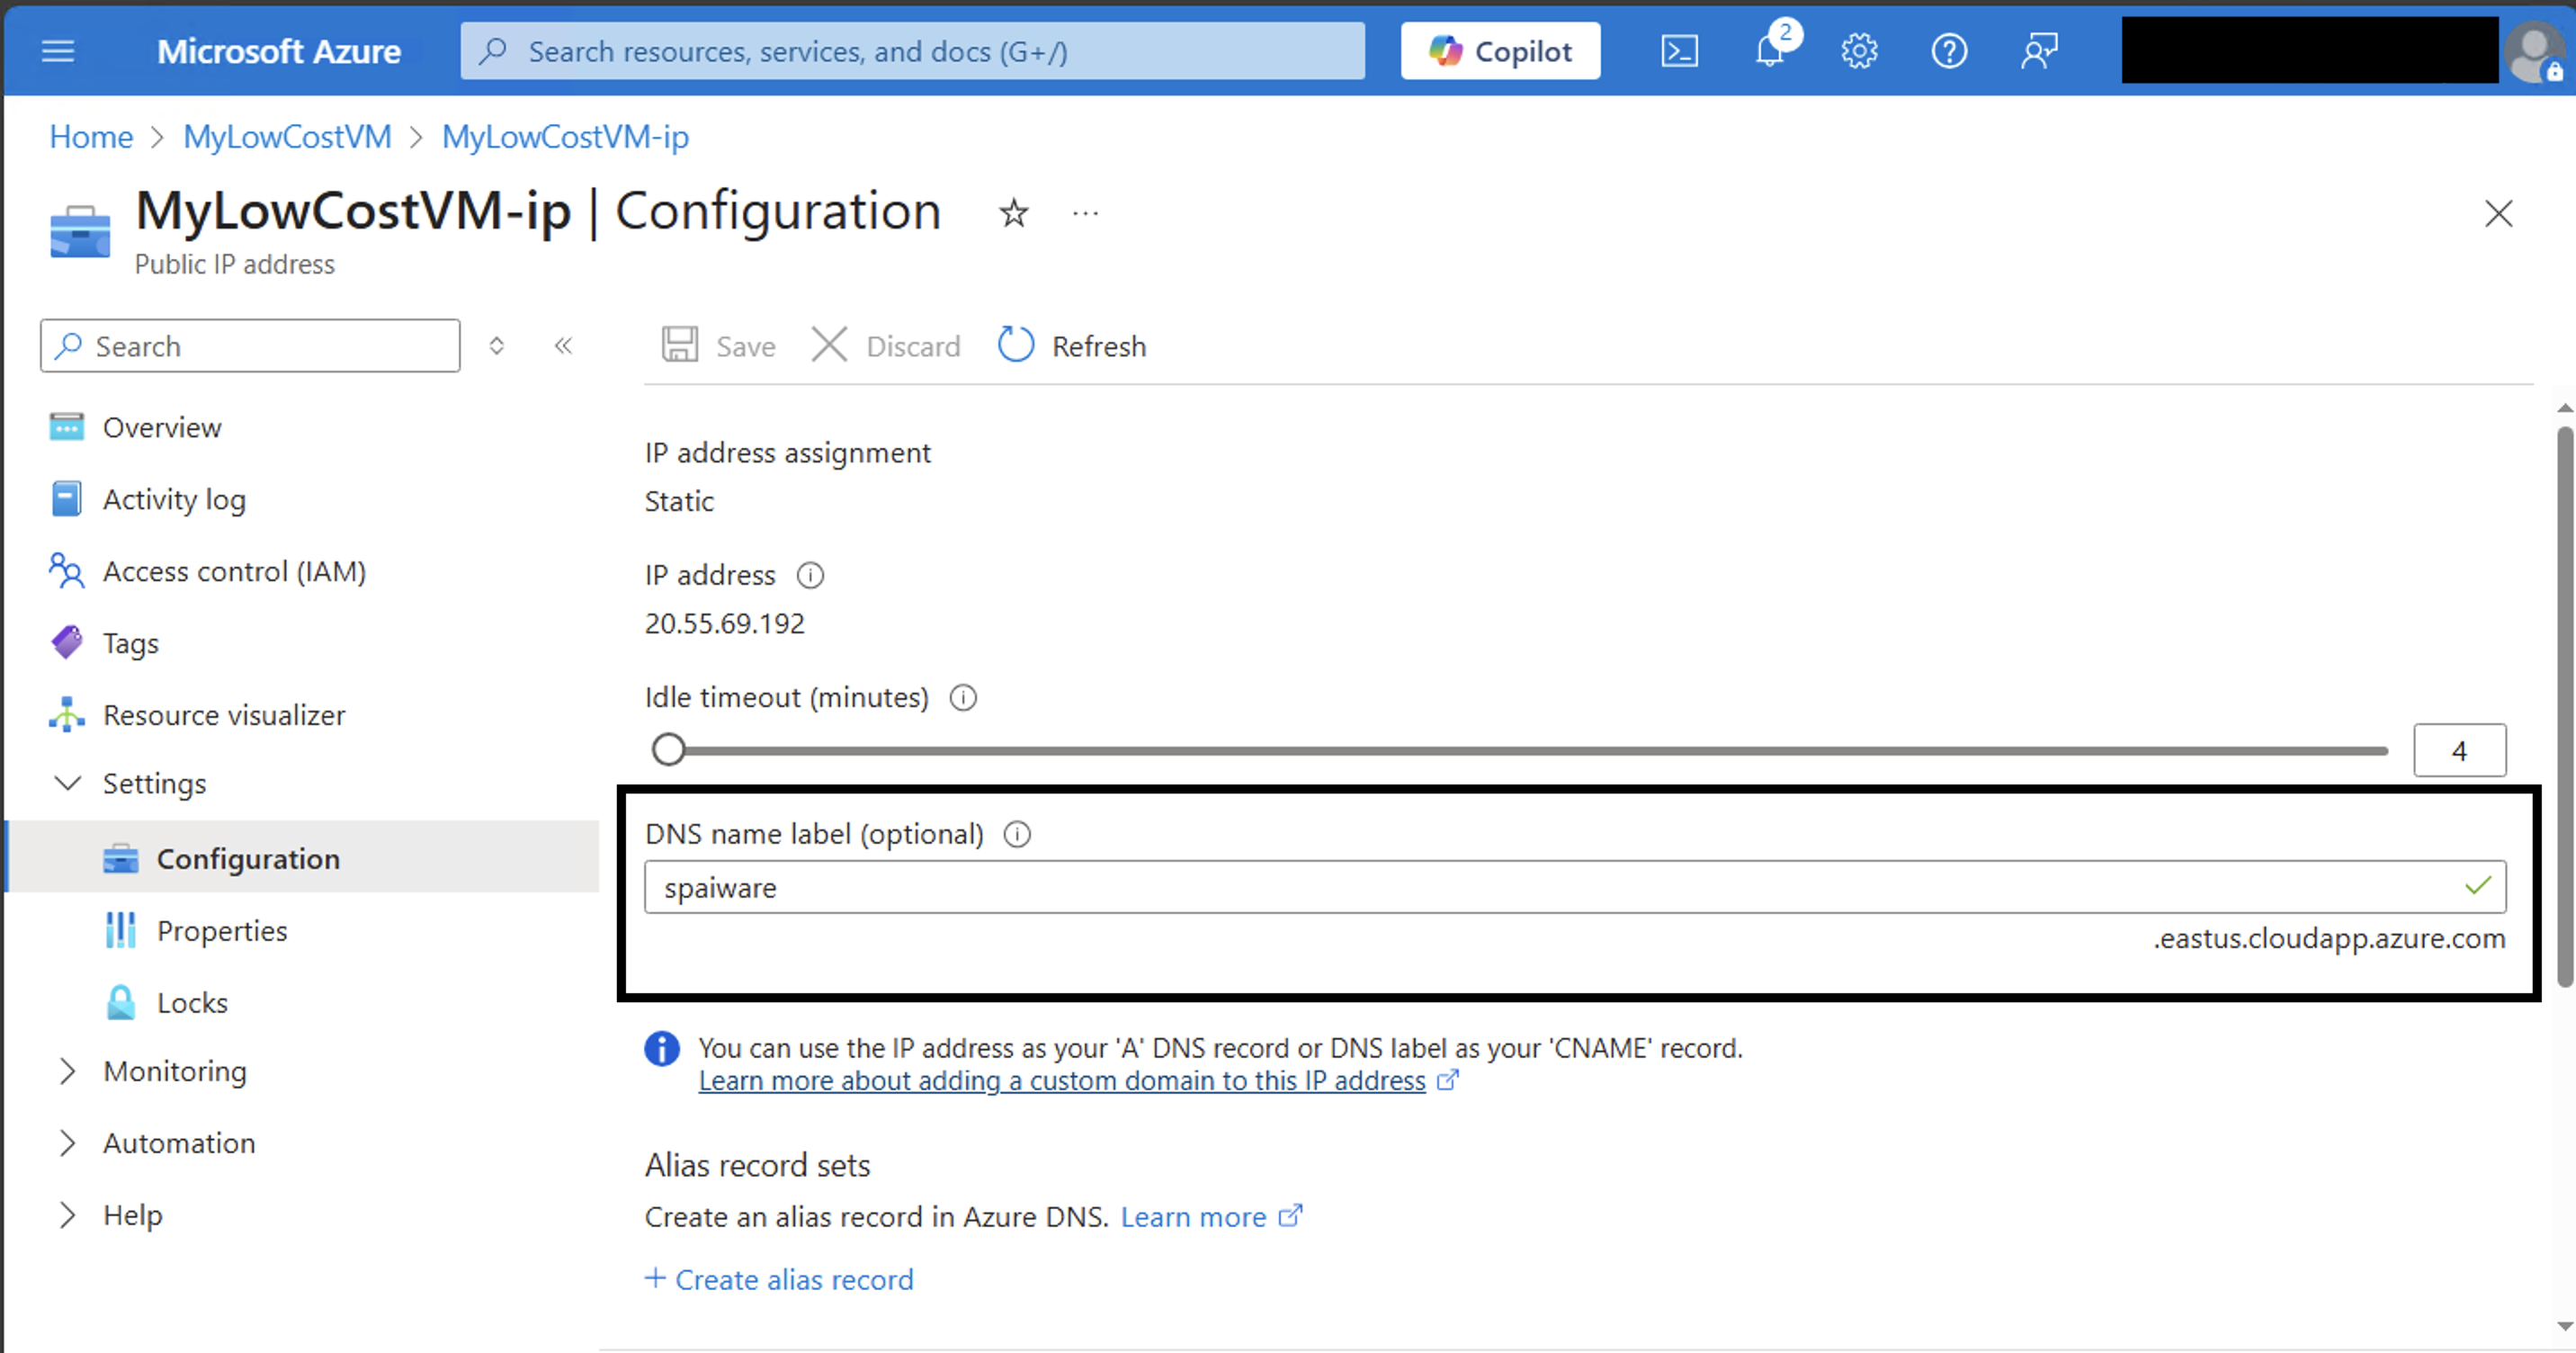 Microsoft Azure
Search resources, services, and docs (G+/)
Copilot
2
Home > MyLowCostVM > MyLowCostVM-ip
MyLowCostVM-ip | Configuration
Public IP address
Search
Overview
Activity log
Access control (IAM)
Tags
Resource visualizer
Settings
Configuration
Properties
Locks
Monitoring
Automation
Help
Save
Discard
Refresh
IP address assignment
Static
IP address
20.55.69.192
Idle timeout (minutes)
4
DNS name label (optional)
spaiware
.eastus.cloudapp.azure.com
You can use the IP address as your 'A' DNS record or DNS label as your 'CNAME' record.
Learn more about adding a custom domain to this IP address
Alias record sets
Create an alias record in Azure DNS. Learn more
+ Create alias record